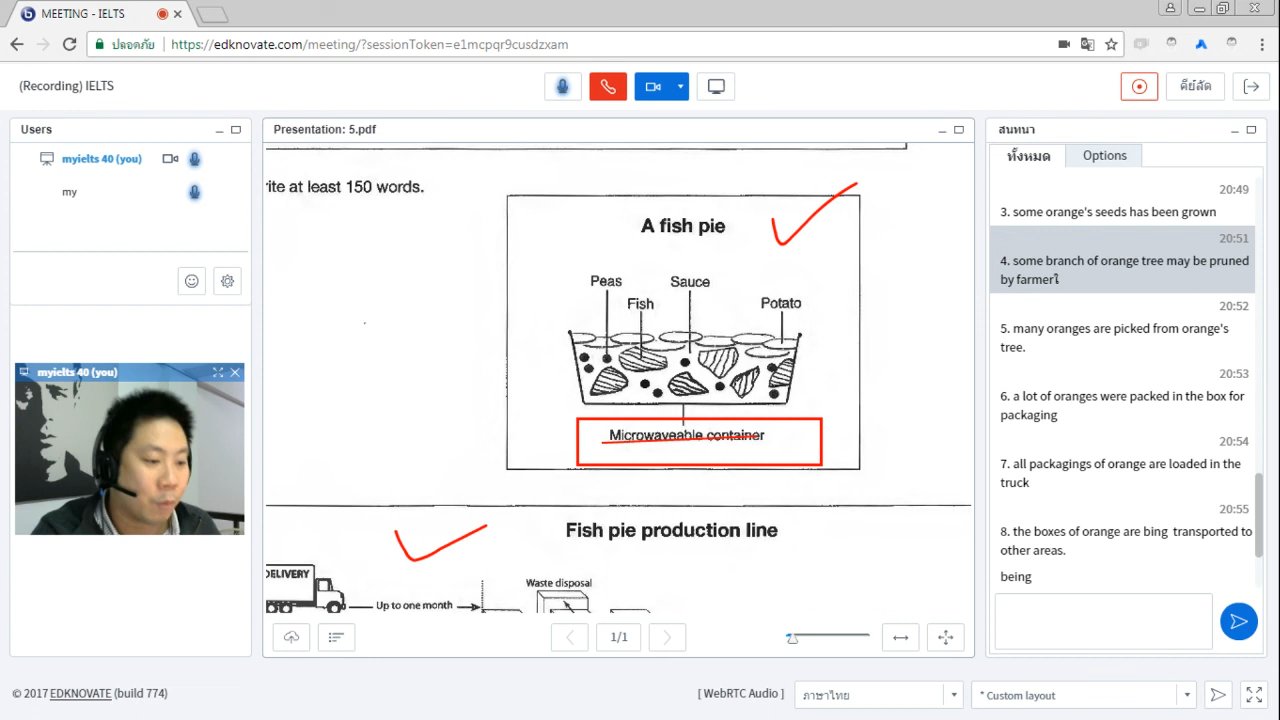 MEETING - IELTS
ปลอดภัย
https://edknovate.com/meeting/?sessionToken=e1mcpqr9cusdzxam
(Recording) IELTS
คีย์ลัด
Users
myielts 40 (you)
my
myielts 40 (you)
Presentation: 5.pdf
rite at least 150 words.
A fish pie
Peas
Sauce
Fish
Potato
Microwaveable container
Fish pie production line
DELIVERY
Waste disposal
Up to one month
1/1
สนทนา
ทั้งหมด
Options
20:49
3. some orange's seeds has been grown
20:51
4. some branch of orange tree may be pruned
by farmerใ
20:52
5. many oranges are picked from orange's
tree.
20:53
6. a lot of oranges were packed in the box for
packaging
20:54
7. all packagings of orange are loaded in the
truck
20:55
8. the boxes of orange are bing transported to
other areas.
being
© 2017 EDKNOVATE (build 774)
[ WebRTC Audio ]
ภาษาไทย
* Custom layout